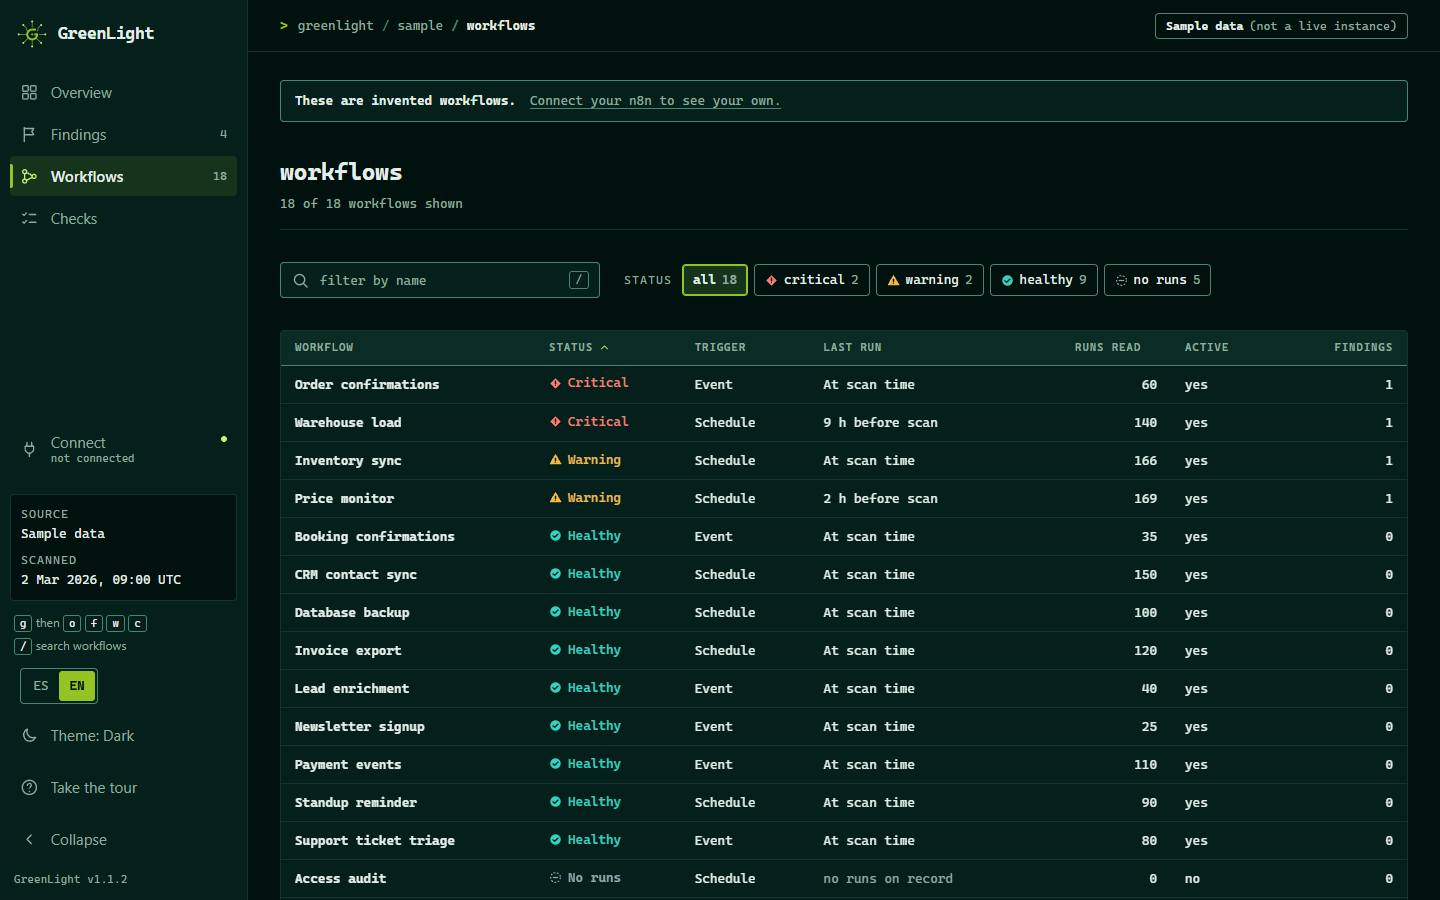 GreenLight
Overview
Findings 4
Workflows 18
Checks
Connect
not connected
SOURCE
Sample data
SCANNED
2 Mar 2026, 09:00 UTC
g then o f w c
/ search workflows
ES EN
Theme: Dark
Take the tour
Collapse
GreenLight v1.1.2
> greenlight / sample / workflows
Sample data (not a live instance)
These are invented workflows. Connect your n8n to see your own.
workflows
18 of 18 workflows shown
filter by name /
STATUS all 18 critical 2 warning 2 healthy 9 no runs 5
WORKFLOW STATUS TRIGGER LAST RUN RUNS READ ACTIVE FINDINGS
Order confirmations Critical Event At scan time 60 yes 1
Warehouse load Critical Schedule 9 h before scan 140 yes 1
Inventory sync Warning Schedule At scan time 166 yes 1
Price monitor Warning Schedule 2 h before scan 169 yes 1
Booking confirmations Healthy Event At scan time 35 yes 0
CRM contact sync Healthy Schedule At scan time 150 yes 0
Database backup Healthy Schedule At scan time 100 yes 0
Invoice export Healthy Schedule At scan time 120 yes 0
Lead enrichment Healthy Event At scan time 40 yes 0
Newsletter signup Healthy Event At scan time 25 yes 0
Payment events Healthy Event At scan time 110 yes 0
Standup reminder Healthy Schedule At scan time 90 yes 0
Support ticket triage Healthy Event At scan time 80 yes 0
Access audit No runs Schedule no runs on record 0 no 0